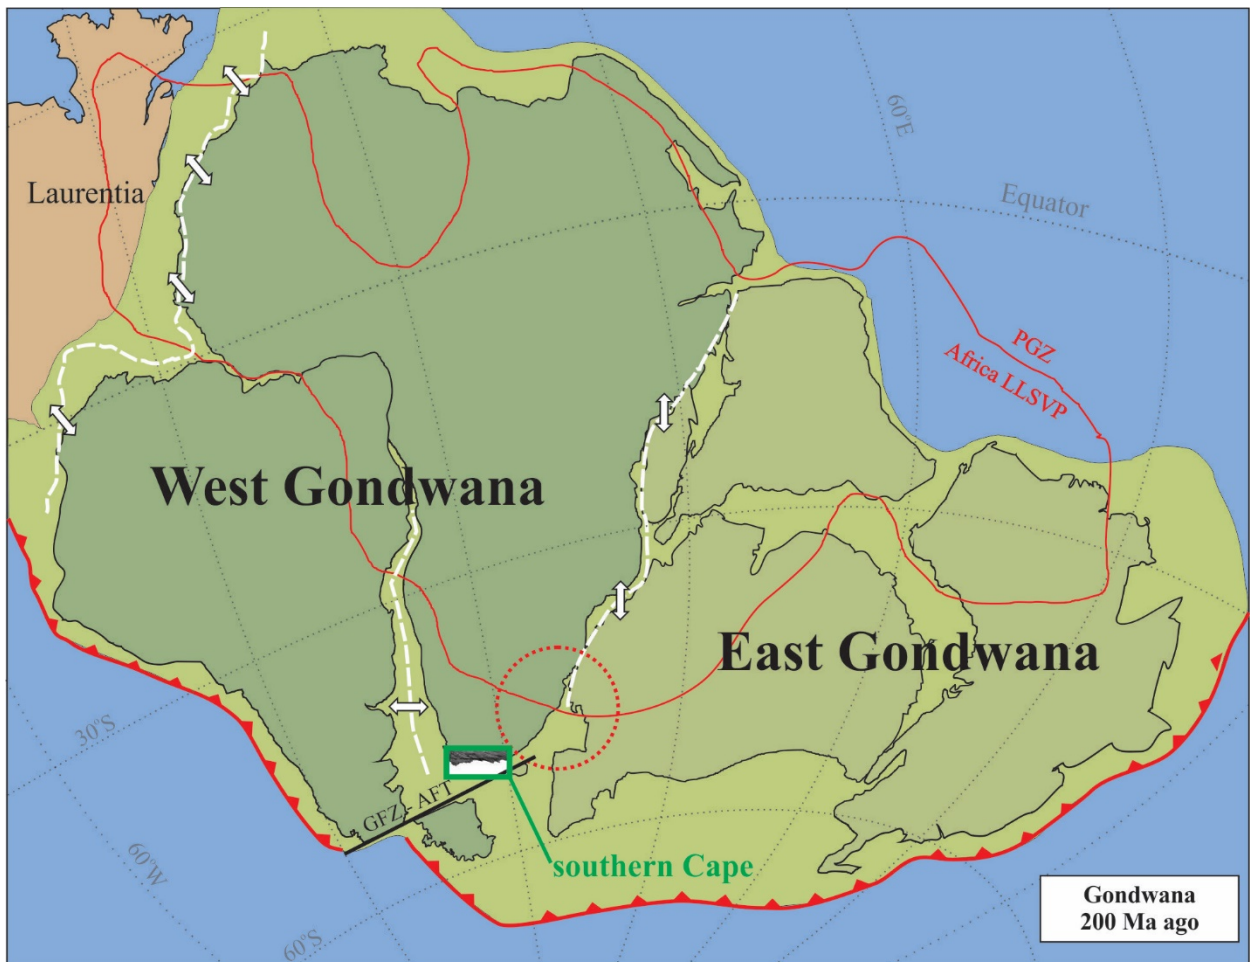 60°E
Equator
Laurentia
PGZ
Africa LLSVP
West Gondwana
East Gondwana
30°S
GFZ - AFT
60°W
southern Cape
60°S
Gondwana
200 Ma ago